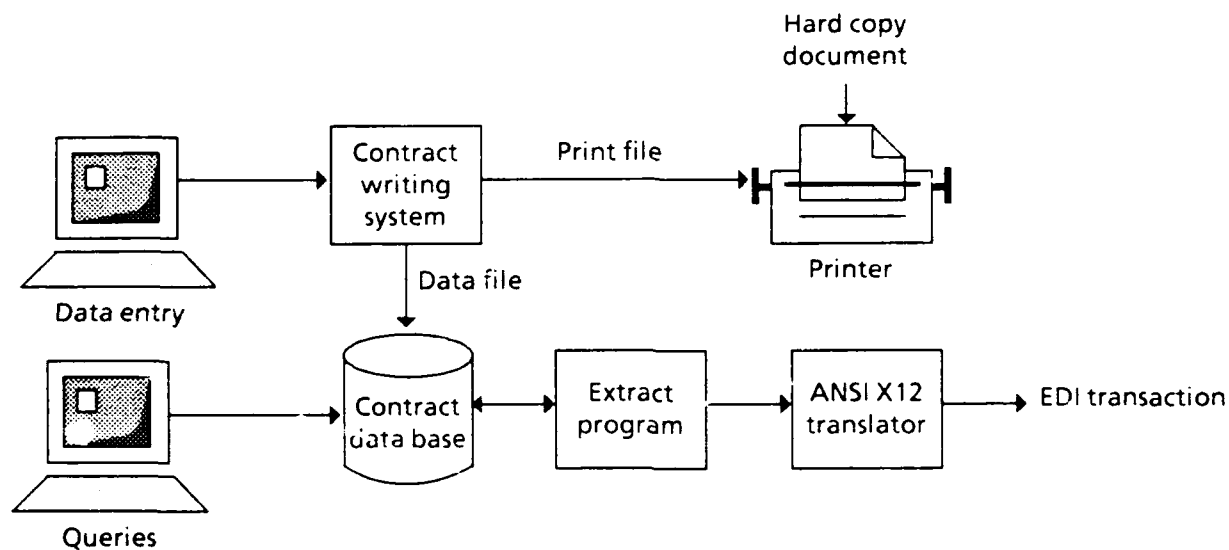 Hard copy
document
Contract
writing
system
Print file
Printer
Data entry
Data file
Contract
data base
Extract
program
ANSI X12
translator
EDI transaction
Queries